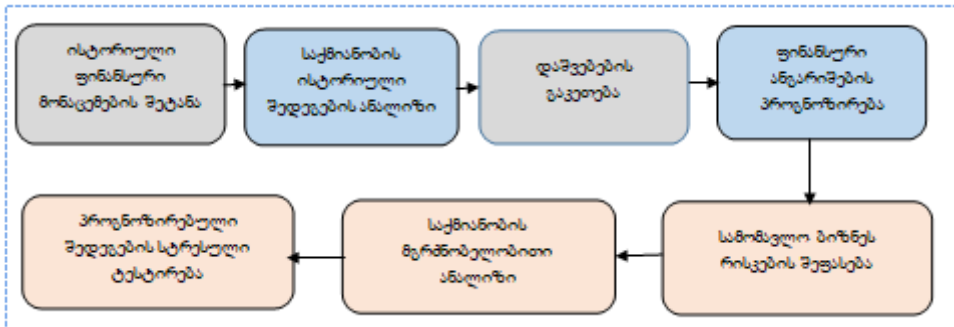 ისტორიული
ფინანსური
მონაცემების შეტანა
საქმიანობის
ისტორიული
შედეგების ანალიზი
დაშვებების
გაკეთება
ფინანსური
ანგარიშების
პროგნოზირება
სამომავლო ბიზნეს
რისკების შეფასება
საქმიანობის
მგრძნობელობითი
ანალიზი
პროგნოზირებული
შედეგების სტრესული
ტესტირება